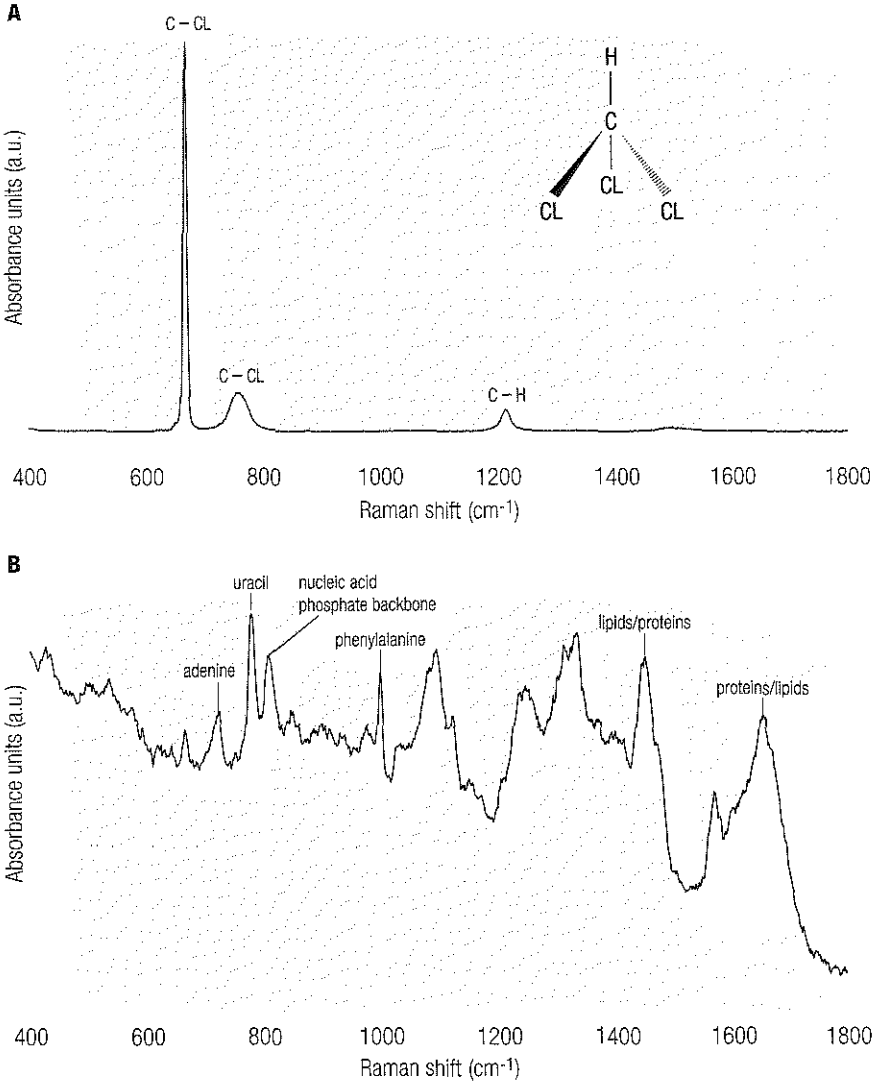 A
C – CL
H
C
CL
CL
CL
C – CL
C – H
Absorbance units (a.u.)
400 600 800 1000 1200 1400 1600 1800
Raman shift (cm-1)
B
uracil
nucleic acid
phosphate backbone
phenylalanine
lipids/proteins
adenine
proteins/lipids
Absorbance units (a.u.)
400 600 800 1000 1200 1400 1600 1800
Raman shift (cm-1)